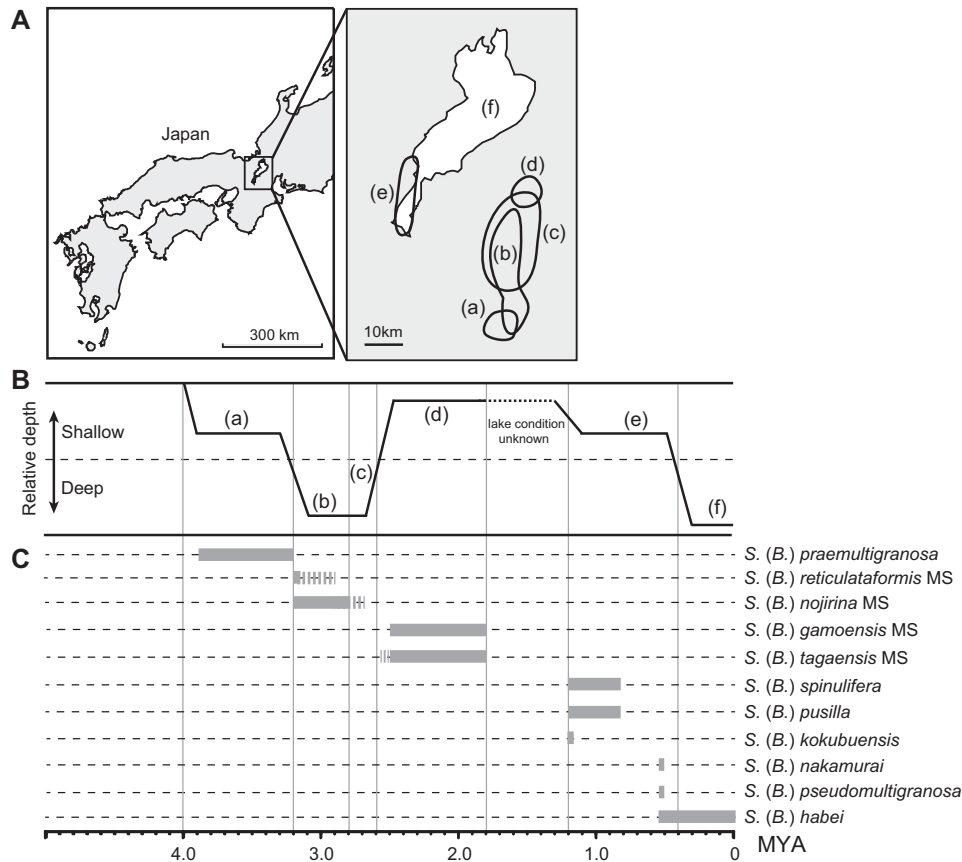 A
Japan
300 km
(f)
(e)
(d)
(c)
(b)
(a)
10km
B
Relative depth
Shallow
Deep
(a)
(b)
(c)
(d)
lake condition
unknown
(e)
(f)
C
S. (B.) praemultigranosa
S. (B.) reticulataformis MS
S. (B.) nojirina MS
S. (B.) gamoensis MS
S. (B.) tagaensis MS
S. (B.) spinulifera
S. (B.) pusilla
S. (B.) kokubuensis
S. (B.) nakamurai
S. (B.) pseudomultigranosa
S. (B.) habei
4.0 3.0 2.0 1.0 0 MYA